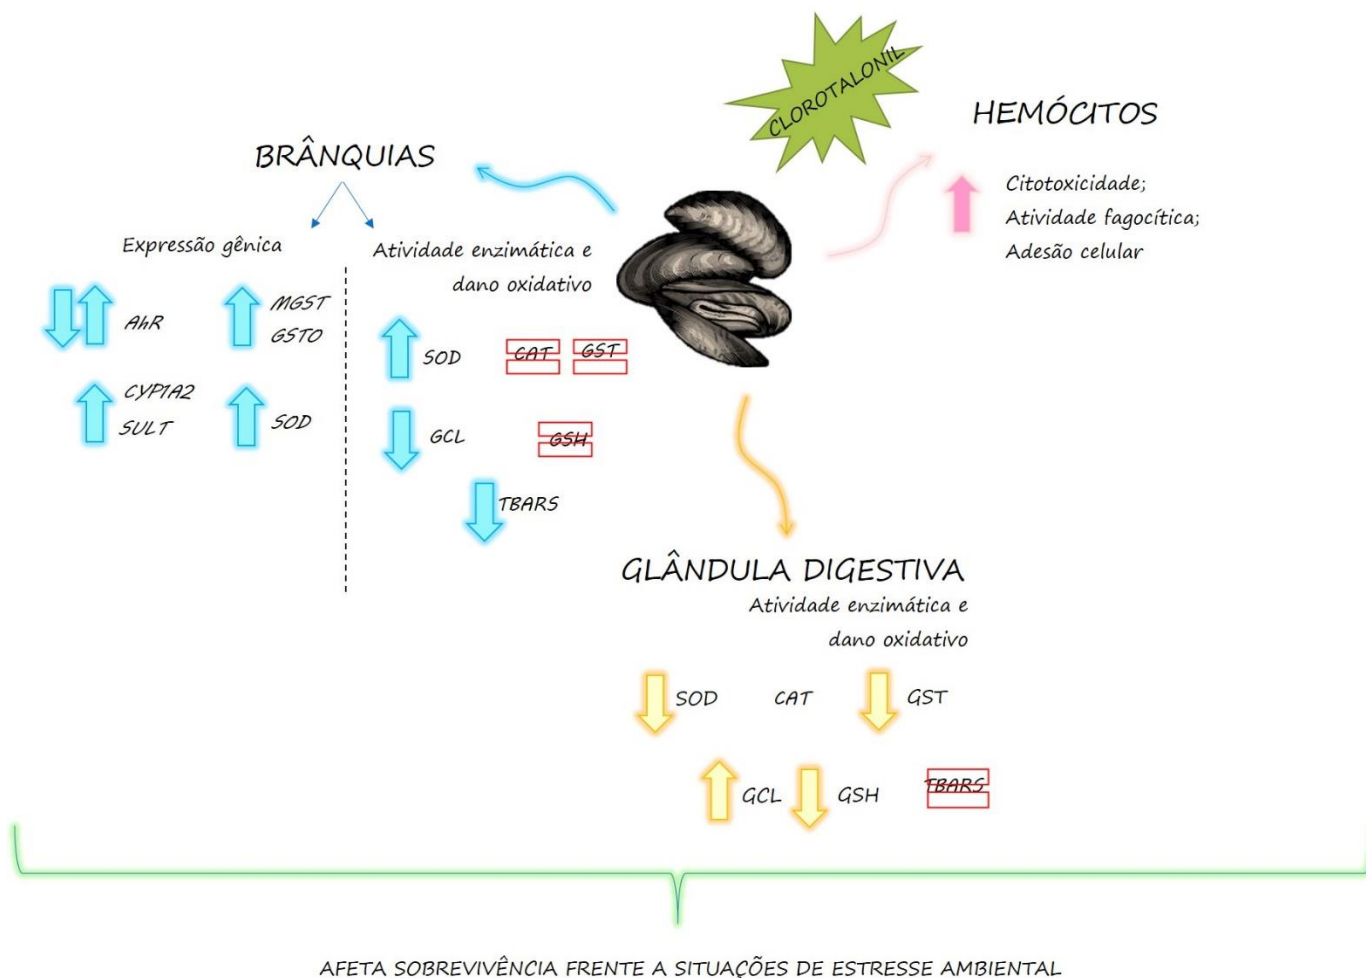 CLOROTALONIL
HEMÓCITOS
Citotoxicidade;
Atividade fagocítica;
Adesão celular
BRÂNQUIAS
Expressão gênica
AhR
MGST
GSTO
CYP1A2
SULT
SOD
Atividade enzimática e
dano oxidativo
SOD
CAT
GST
GCL
GSH
TBARS
GLÂNDULA DIGESTIVA
Atividade enzimática e
dano oxidativo
SOD
CAT
GST
GCL
GSH
TBARS
AFETA SOBREVIVÊNCIA FRENTE A SITUAÇÕES DE ESTRESSE AMBIENTAL